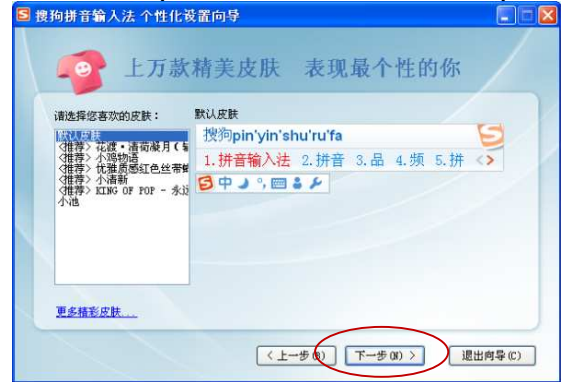 搜狗拼音输入法 个性化设置向导
上万款精美皮肤 表现最个性的你
请选择您喜欢的皮肤：
默认皮肤
〈推荐〉花渡·清荷凝月（
〈推荐〉小鸡物语
〈推荐〉优雅质感红色丝带
〈推荐〉小清新
〈推荐〉KING OF POP - 永远
小池
更多精彩皮肤...
默认皮肤
搜狗pin'yin'shu'ru'fa
1.拼音输入法 2.拼音 3.品 4.频 5.拼
中
<上一步(B)
下一步(N) >
退出向导(C)